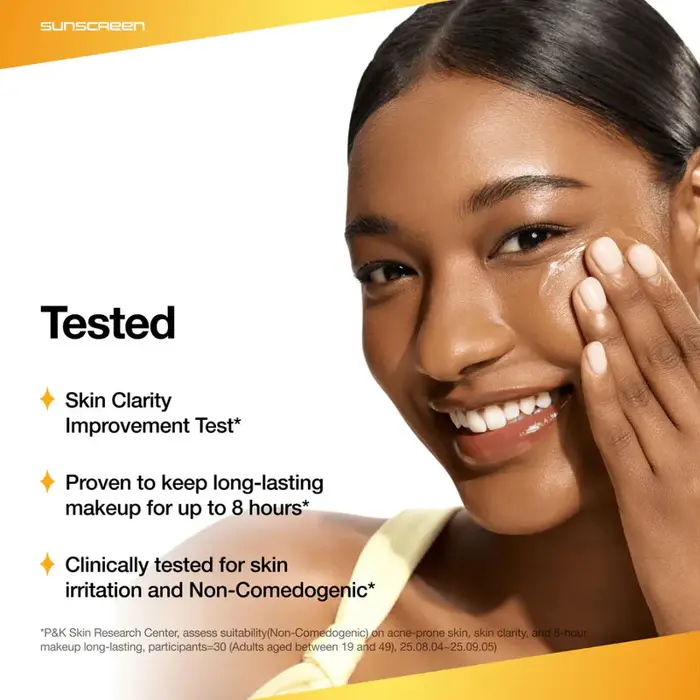 SUNSCREEN
Tested
Skin Clarity
Improvement Test*
Proven to keep long-lasting
makeup for up to 8 hours*
Clinically tested for skin
irritation and Non-Comedogenic*
*P&K Skin Research Center, assess suitability(Non-Comedogenic) on acne-prone skin, skin clarity, and 8-hour
makeup long-lasting, participants=30 (Adults aged between 19 and 49), 25.08.04~25.09.05)